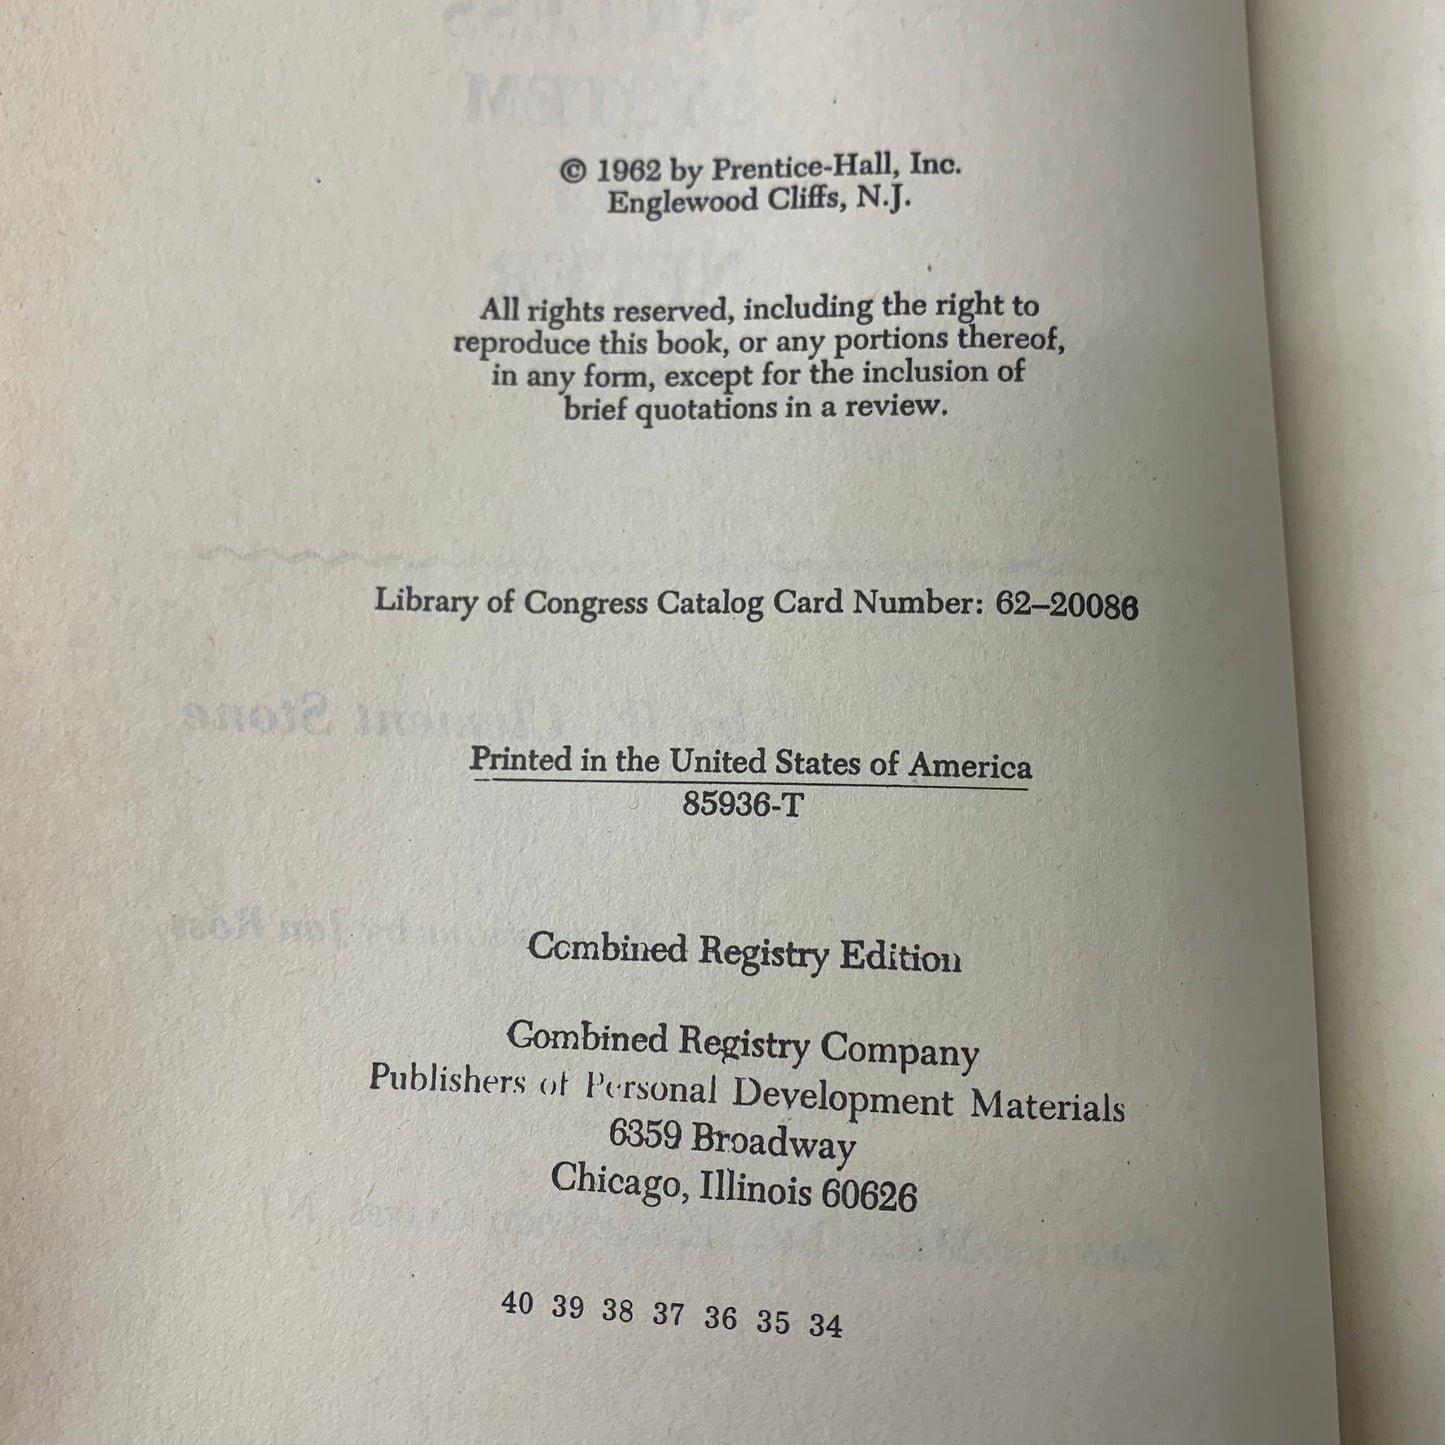 © 1962 by Prentice-Hall, Inc.
Englewood Cliffs, N.J.
All rights reserved, including the right to
reproduce this book, or any portions thereof,
in any form, except for the inclusion of
brief quotations in a review.
Library of Congress Catalog Card Number: 62–20086
Printed in the United States of America
85936-T
Combined Registry Edition
Combined Registry Company
Publishers of Personal Development Materials
6359 Broadway
Chicago, Illinois 60626
40 39 38 37 36 35 34